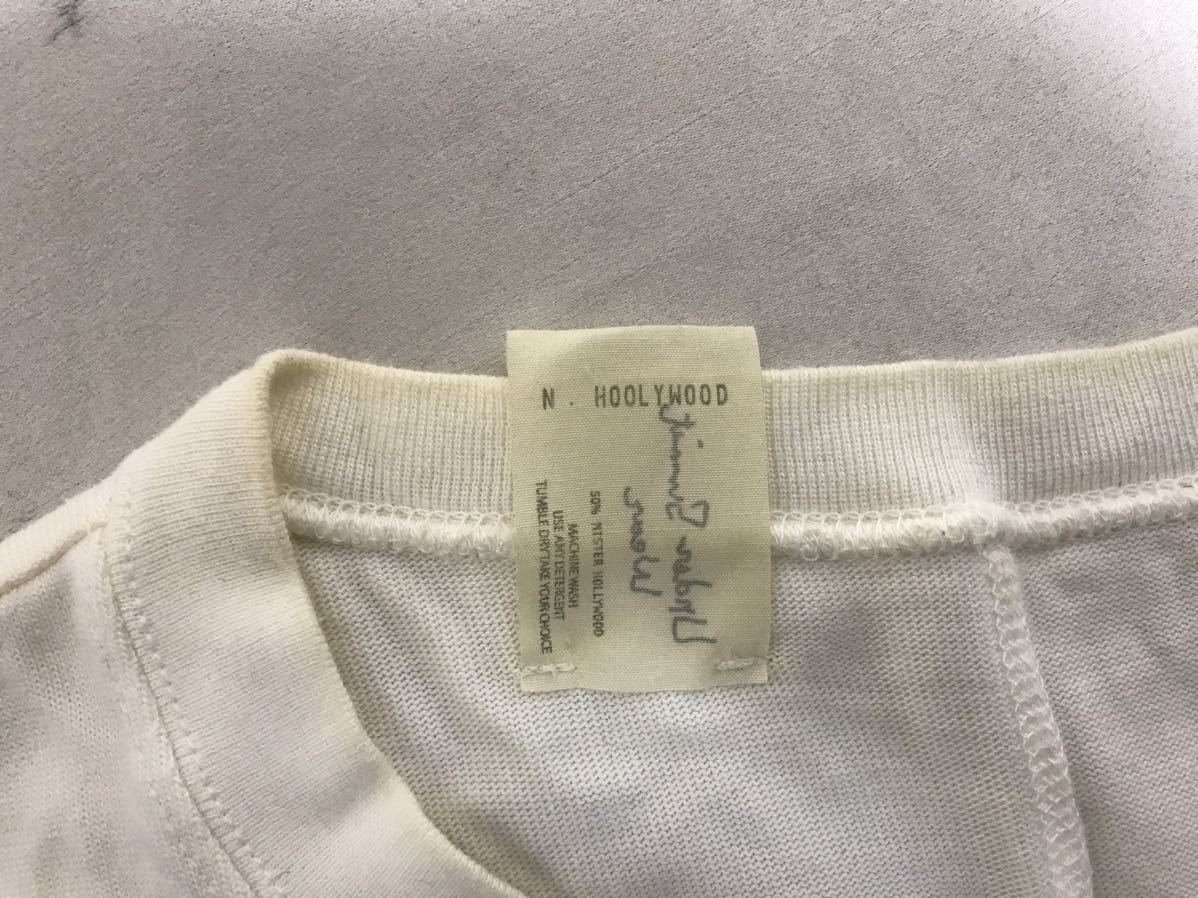 N. HOOLYWOOD
50% MISTER HOLLYWOOD
MACHINE WASH
USE ANY DETERGENT
TUMBLE DRY TAKE YOUR CHOICE